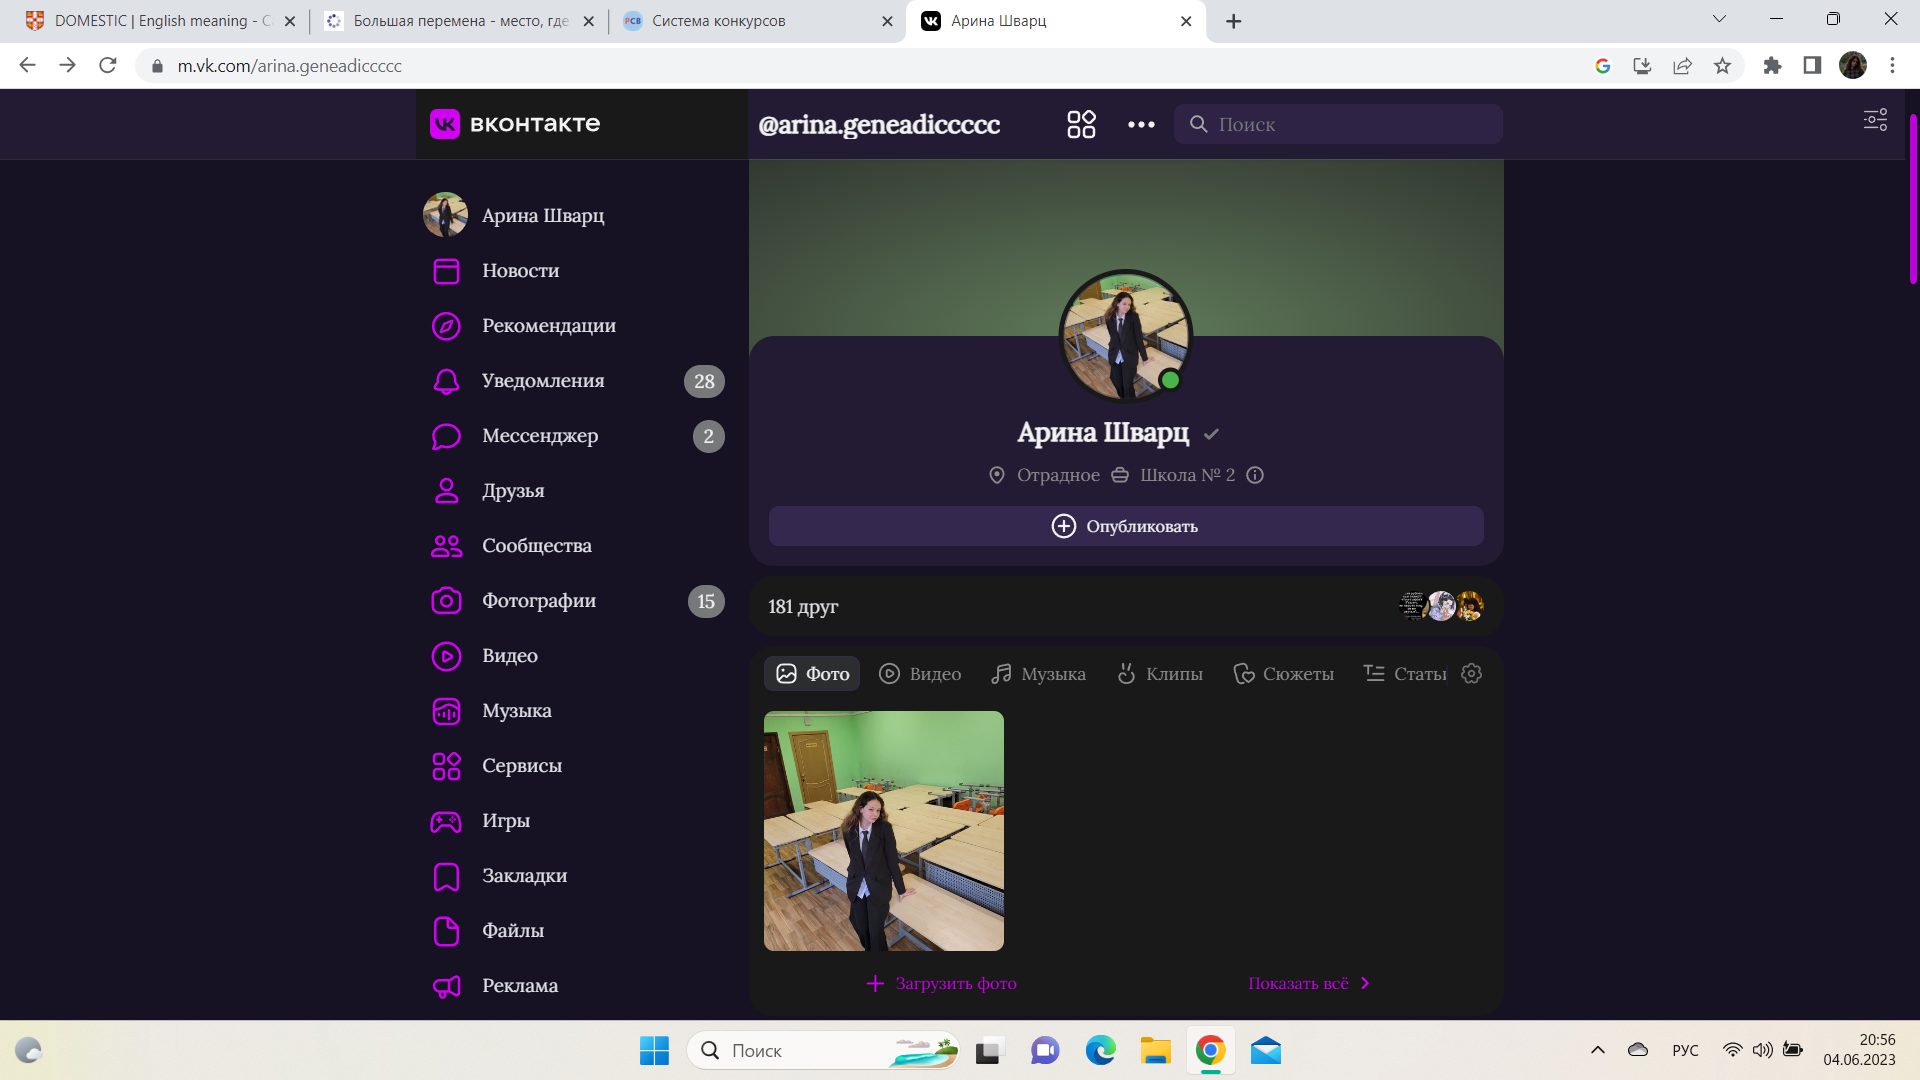 DOMESTIC | English meaning - C
Большая перемена - место, где
Система конкурсов
Арина Шварц
m.vk.com/arina.geneadiccccc
вконтакте
@arina.geneadiccccc
Поиск
Арина Шварц
Новости
Рекомендации
Уведомления 28
Мессенджер 2
Друзья
Сообщества
Фотографии 15
Видео
Музыка
Сервисы
Игры
Закладки
Файлы
Реклама
Арина Шварц
Отрадное Школа № 2
Опубликовать
181 друг
Фото Видео Музыка Клипы Сюжеты Статьи
Загрузить фото Показать всё
Поиск
РУС
20:56
04.06.2023